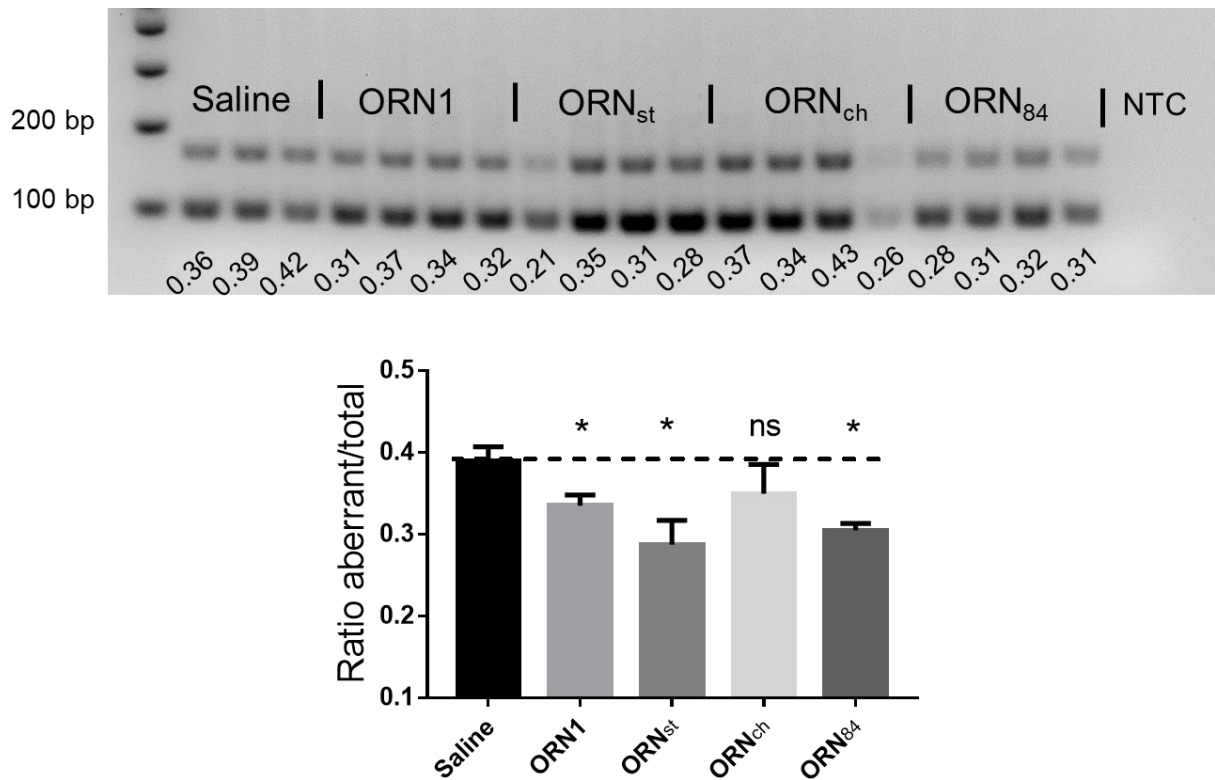 Saline | ORN1 | ORNst | ORNch | ORN84 | NTC
200 bp
100 bp
0.36 0.39 0.42 0.31 0.37 0.34 0.32 0.21 0.35 0.31 0.28 0.37 0.34 0.43 0.26 0.28 0.31 0.32 0.31
Ratio aberrant/total
0.5
* * ns *
0.4
0.3
0.2
0.1
Saline ORN1 ORNst ORNch ORN84